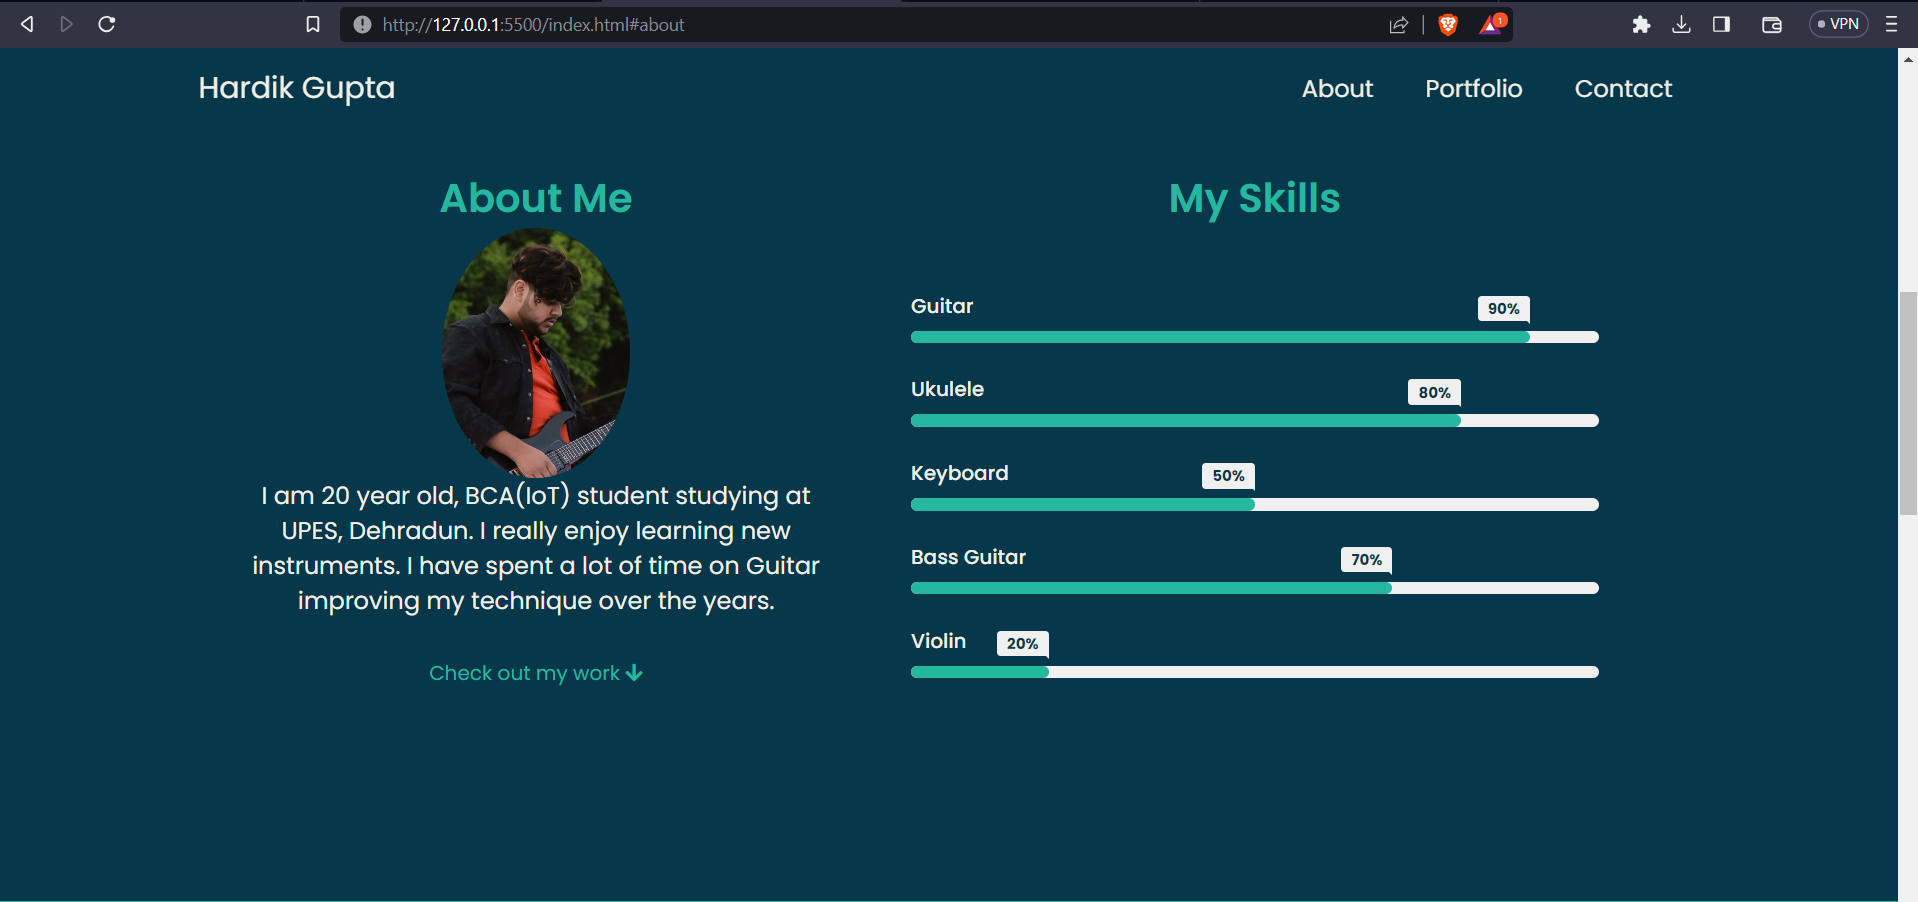 http://127.0.0.1:5500/index.html#about
1
VPN
Hardik Gupta
About
Portfolio
Contact
About Me
I am 20 year old, BCA(IoT) student studying at
UPES, Dehradun. I really enjoy learning new
instruments. I have spent a lot of time on Guitar
improving my technique over the years.
Check out my work
My Skills
Guitar
90%
Ukulele
80%
Keyboard
50%
Bass Guitar
70%
Violin
20%